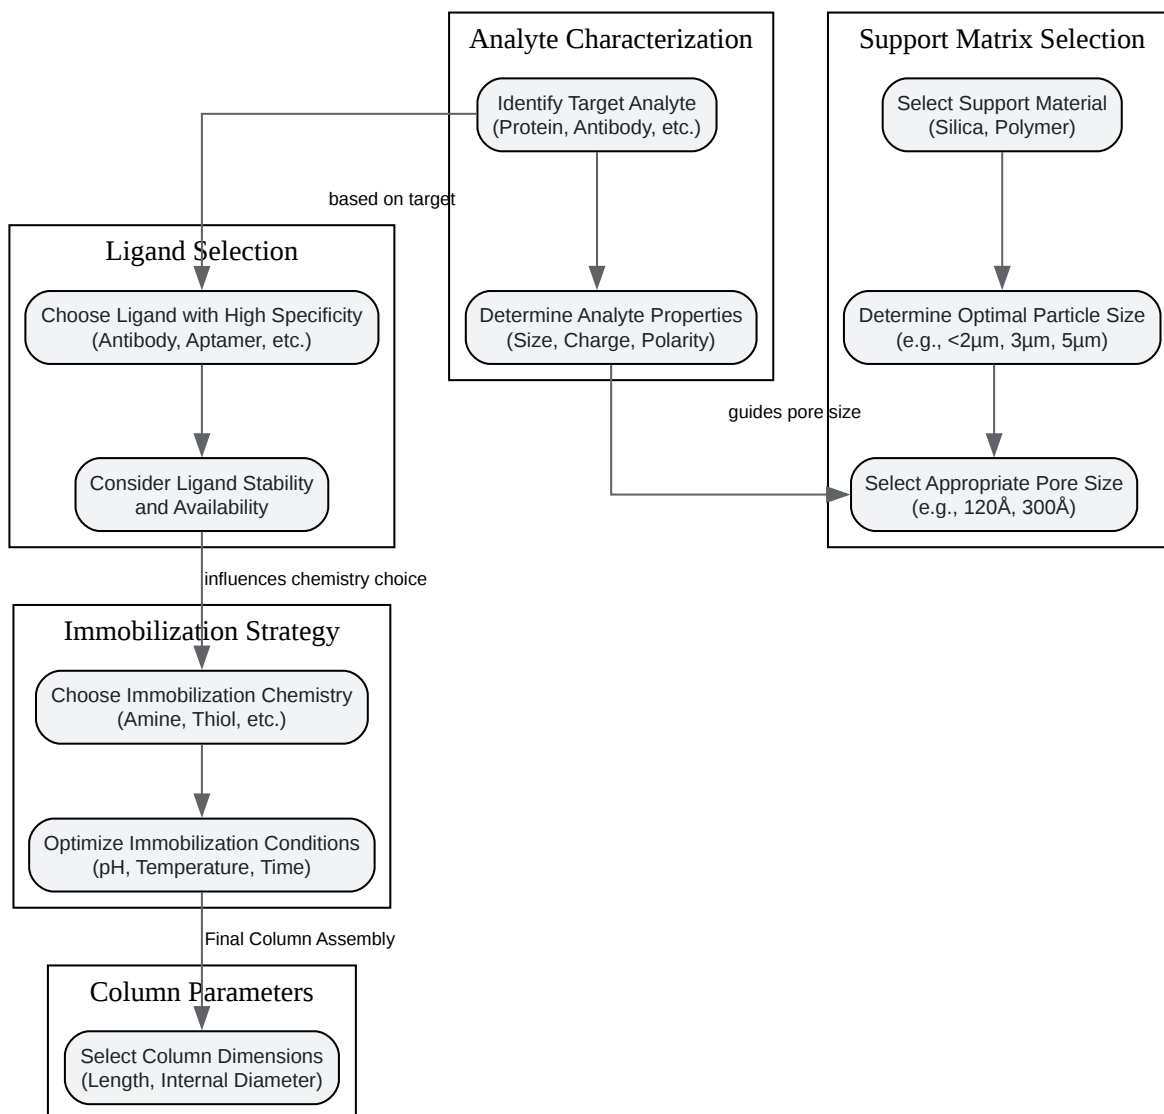 Analyte Characterization
Identify Target Analyte
(Protein, Antibody, etc.)
Determine Analyte Properties
(Size, Charge, Polarity)
Support Matrix Selection
Select Support Material
(Silica, Polymer)
Determine Optimal Particle Size
(e.g., <2µm, 3µm, 5µm)
Select Appropriate Pore Size
(e.g., 120Å, 300Å)
based on target
guides pore size
Ligand Selection
Choose Ligand with High Specificity
(Antibody, Aptamer, etc.)
Consider Ligand Stability
and Availability
influences chemistry choice
Immobilization Strategy
Choose Immobilization Chemistry
(Amine, Thiol, etc.)
Optimize Immobilization Conditions
(pH, Temperature, Time)
Final Column Assembly
Column Parameters
Select Column Dimensions
(Length, Internal Diameter)